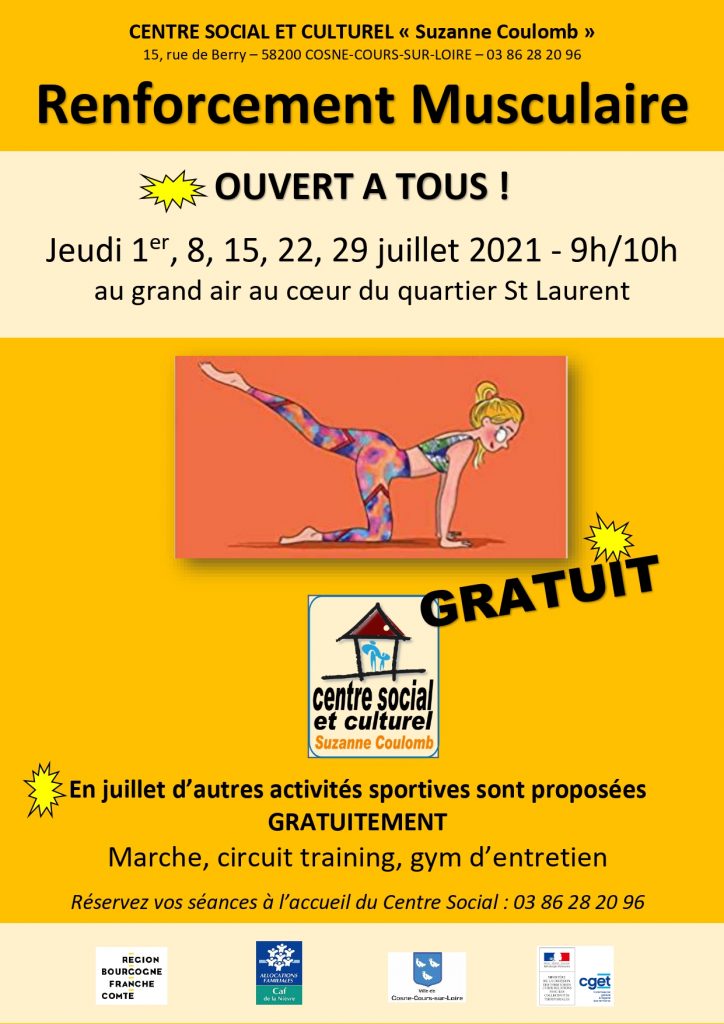 CENTRE SOCIAL ET CULTUREL « Suzanne Coulomb »
15, rue de Berry – 58200 COSNE-COURS-SUR-LOIRE – 03 86 28 20 96
Renforcement Musculaire
OUVERT A TOUS !
Jeudi 1er, 8, 15, 22, 29 juillet 2021 - 9h/10h
au grand air au cœur du quartier St Laurent
GRATUIT
centre social
et culturel
Suzanne Coulomb
En juillet d’autres activités sportives sont proposées
GRATUITEMENT
Marche, circuit training, gym d’entretien
Réservez vos séances à l’accueil du Centre Social : 03 86 28 20 96
REGION
BOURGOGNE
FRANCHE
COMTE
ALLOCATIONS
FAMILIALES
Caf
de la Nièvre
Ville de
Cosne-Cours-sur-Loire
cget